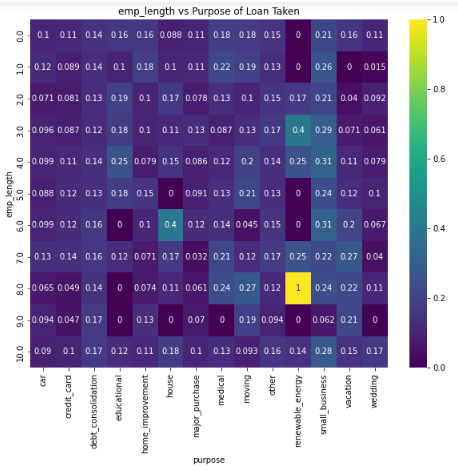 emp_length vs Purpose of Loan Taken
0.0 0.1 0.11 0.14 0.16 0.16 0.088 0.11 0.18 0.18 0.15 0 0.21 0.16 0.11
1.0 0.12 0.089 0.14 0.1 0.18 0.1 0.11 0.22 0.19 0.13 0 0.26 0 0.015
2.0 0.071 0.081 0.13 0.19 0.1 0.17 0.078 0.13 0.1 0.15 0.17 0.21 0.04 0.092
3.0 0.096 0.087 0.12 0.18 0.1 0.11 0.13 0.087 0.13 0.17 0.4 0.29 0.071 0.061
4.0 0.099 0.11 0.14 0.25 0.079 0.15 0.086 0.12 0.2 0.14 0.25 0.31 0.11 0.079
5.0 0.088 0.12 0.13 0.18 0.15 0 0.091 0.13 0.21 0.13 0 0.24 0.12 0.1
6.0 0.099 0.12 0.16 0 0.1 0.4 0.12 0.14 0.045 0.15 0 0.31 0.2 0.067
7.0 0.13 0.14 0.16 0.12 0.071 0.17 0.032 0.21 0.12 0.17 0.25 0.22 0.27 0.04
8.0 0.065 0.049 0.14 0 0.074 0.11 0.061 0.24 0.27 0.12 1 0.24 0.22 0.11
9.0 0.094 0.047 0.17 0 0.13 0 0.07 0 0.19 0.094 0 0.062 0.21 0
10.0 0.09 0.1 0.17 0.12 0.11 0.18 0.1 0.13 0.093 0.16 0.14 0.28 0.15 0.17
emp_length
car credit_card debt_consolidation educational home_improvement house major_purchase medical moving other renewable_energy small_business vacation wedding
purpose
1.0
0.8
0.6
0.4
0.2
0.0